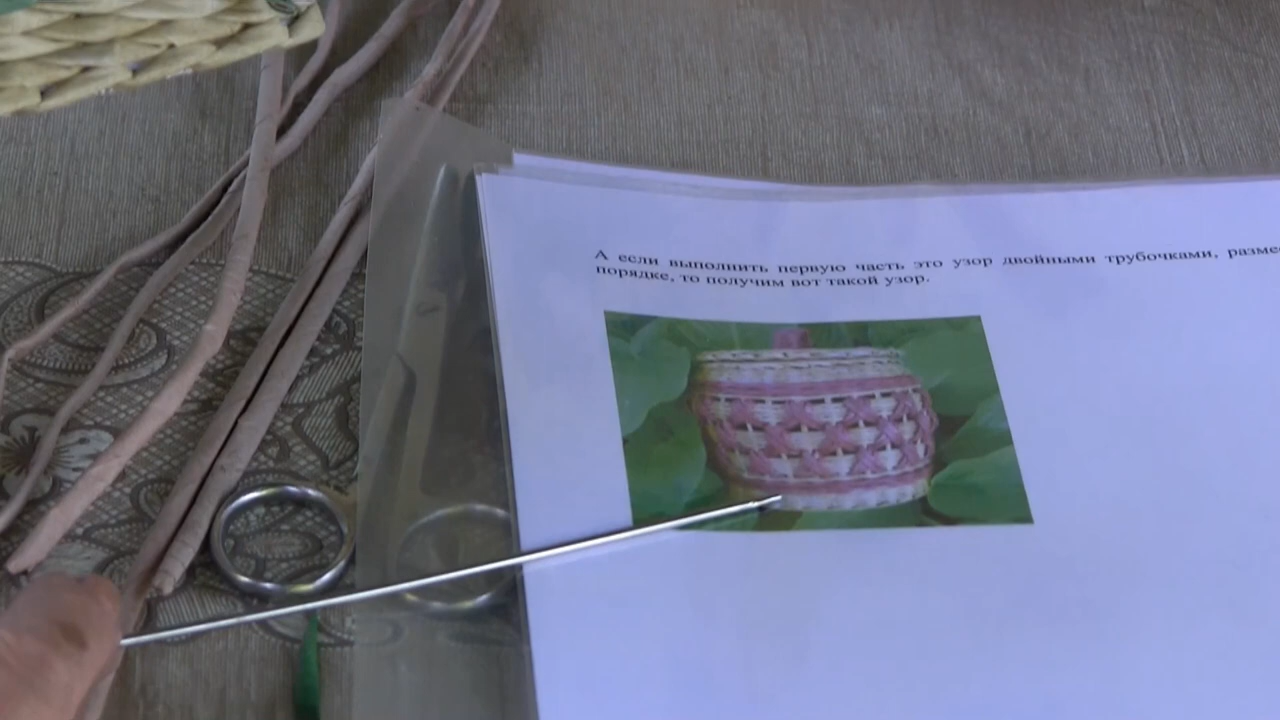 А если выполнить первую часть это узор двойными трубочками,
порядке, то получим вот такой узор.